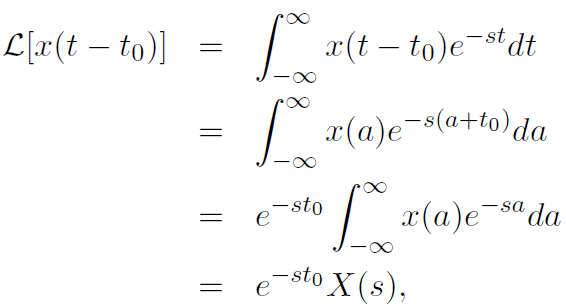 ℒ[x(t − t₀)] = ∫_{−∞}^{∞} x(t − t₀)e^{−st}dt
= ∫_{−∞}^{∞} x(a)e^{−s(a+t₀)}da
= e^{−st₀} ∫_{−∞}^{∞} x(a)e^{−sa}da
= e^{−st₀} X(s),